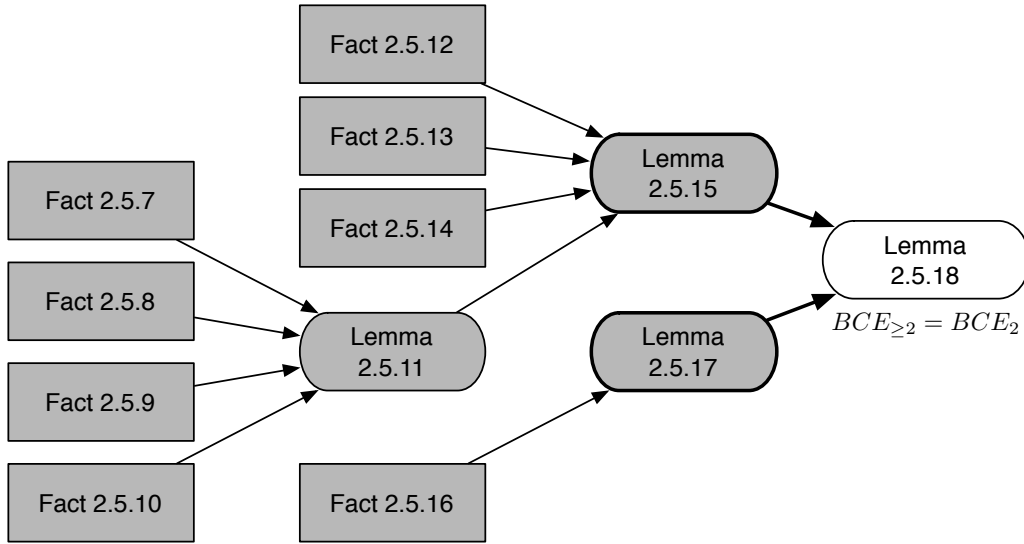 Fact 2.5.12
Fact 2.5.13
Fact 2.5.14
Lemma
2.5.15
Fact 2.5.7
Fact 2.5.8
Fact 2.5.9
Fact 2.5.10
Lemma
2.5.11
Fact 2.5.16
Lemma
2.5.17
Lemma
2.5.18
BCE≥2 = BCE2